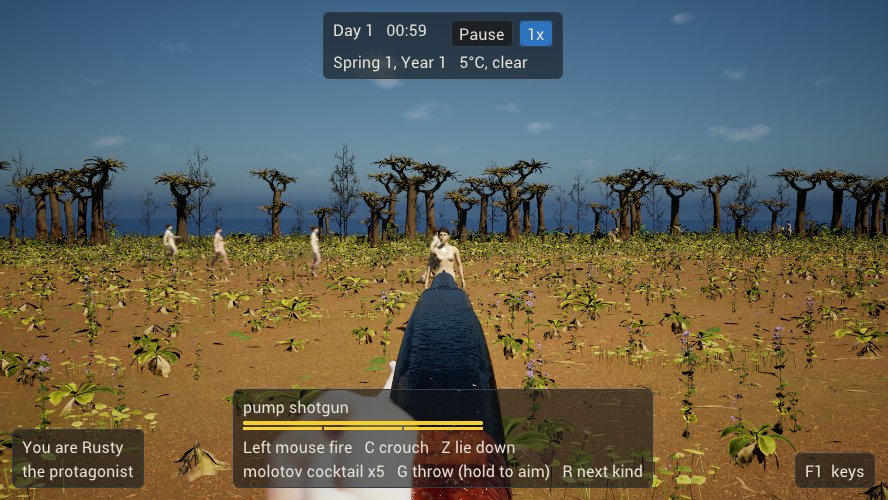 Day 1 00:59 Pause 1x
Spring 1, Year 1 5°C, clear
pump shotgun
Left mouse fire C crouch Z lie down
molotov cocktail x5 G throw (hold to aim) R next kind
You are Rusty
the protagonist
F1 keys